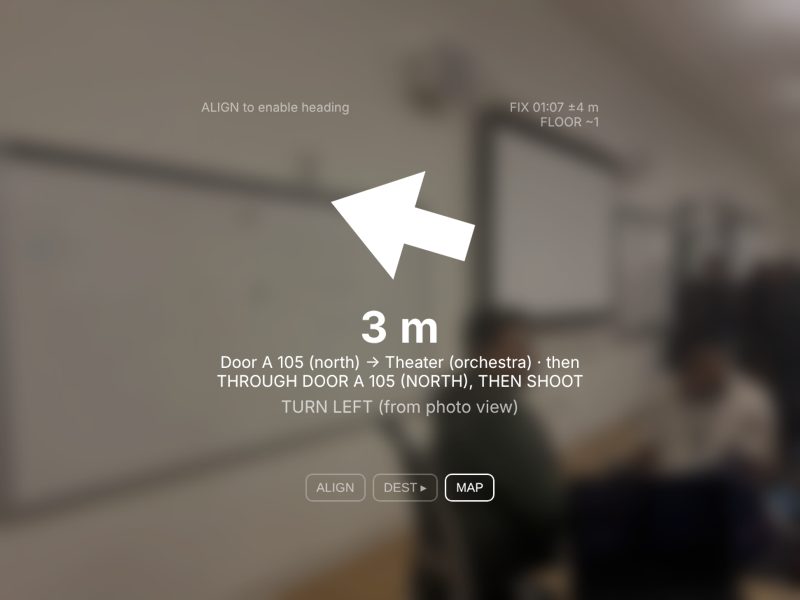 ALIGN to enable heading
FIX 01:07 ±4 m
FLOOR ~1
3 m
Door A 105 (north) → Theater (orchestra) · then
THROUGH DOOR A 105 (NORTH), THEN SHOOT
TURN LEFT (from photo view)
ALIGN
DEST ▸
MAP